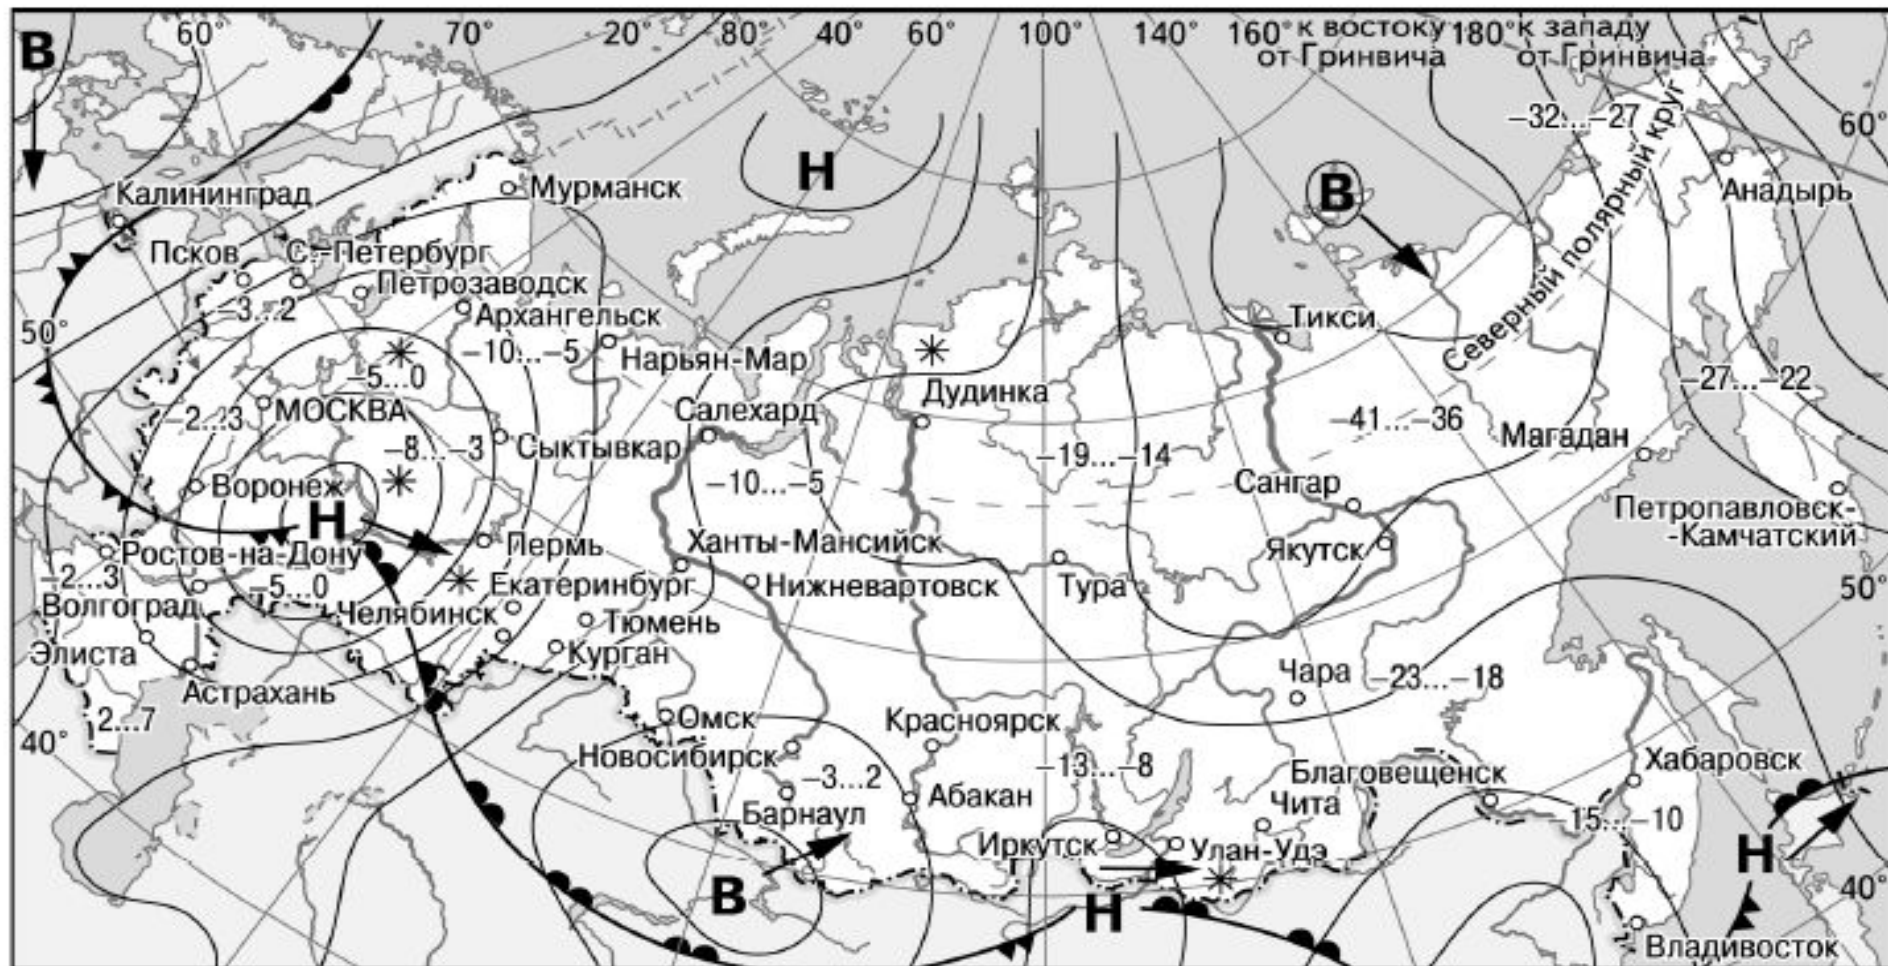 60°
70°
20°
80°
40°
60°
100°
140°
160°
к востоку
от Гринвича
180°
к западу
от Гринвича
В
Н
В
−32...−27
60°
Северный полярный круг
Анадырь
Калининград
Мурманск
Псков
С.-Петербург
Петрозаводск
−3...2
Архангельск
−10...−5
Нарьян-Мар
Тикси
50°
−5...0
МОСКВА
−2...3
Дудинка
Салехард
−27...−22
−41...−36
Магадан
−8...−3
Сыктывкар
−10...−5
−19...−14
Воронеж
Сангар
Петропавловск-
-Камчатский
Н
Пермь
Ханты-Мансийск
Якутск
Ростов-на-Дону
−2...3
−5...0
Екатеринбург
Нижневартовск
Тура
50°
Волгоград
Челябинск
Тюмень
Элиста
Курган
Астрахань
Чара
−23...−18
2...7
Омск
Красноярск
40°
Новосибирск
−3...2
−13...−8
Благовещенск
Хабаровск
Барнаул
Абакан
Чита
−15...−10
Иркутск
Улан-Удэ
Н
40°
В
Н
Владивосток